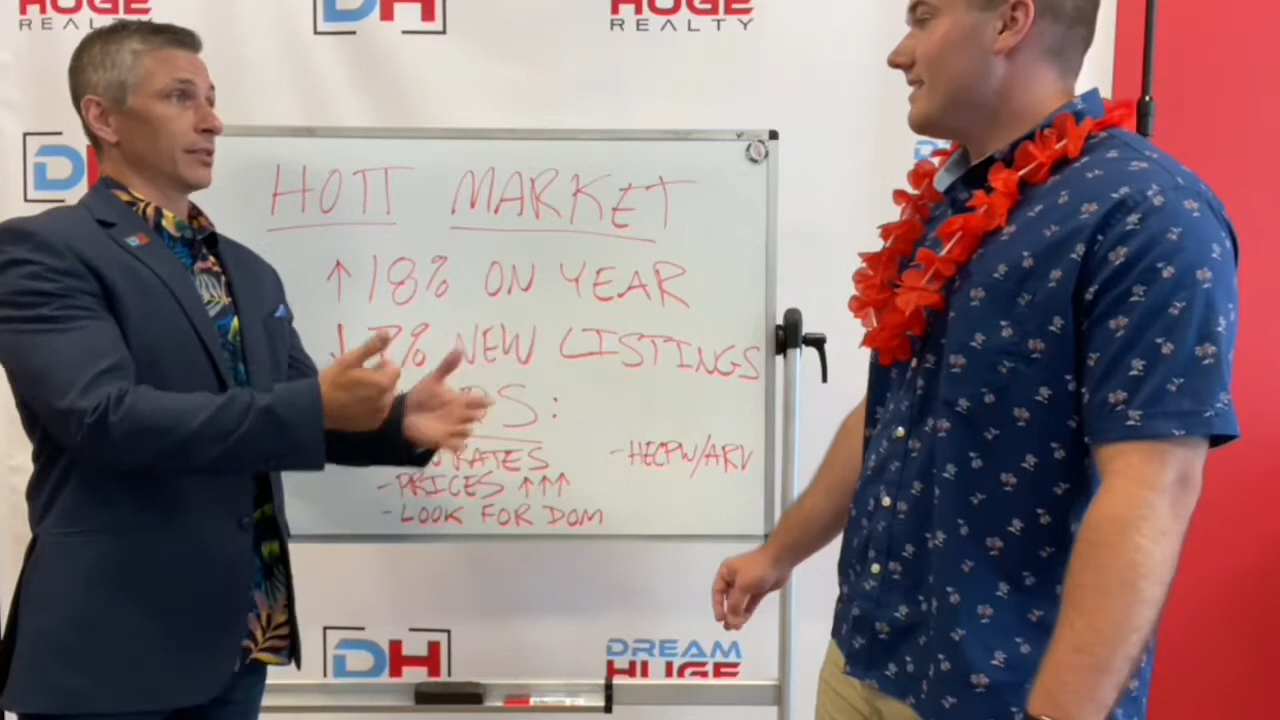 HUGE
REALTY
DH
HUGE
REALTY
DH
HOTT MARKET
↑ 18% ON YEAR
↓ 7% NEW LISTINGS
:
RATES
- HECPW/ARV
- PRICES ↑↑↑
- LOOK FOR DOM
DH
DREAM
HUGE